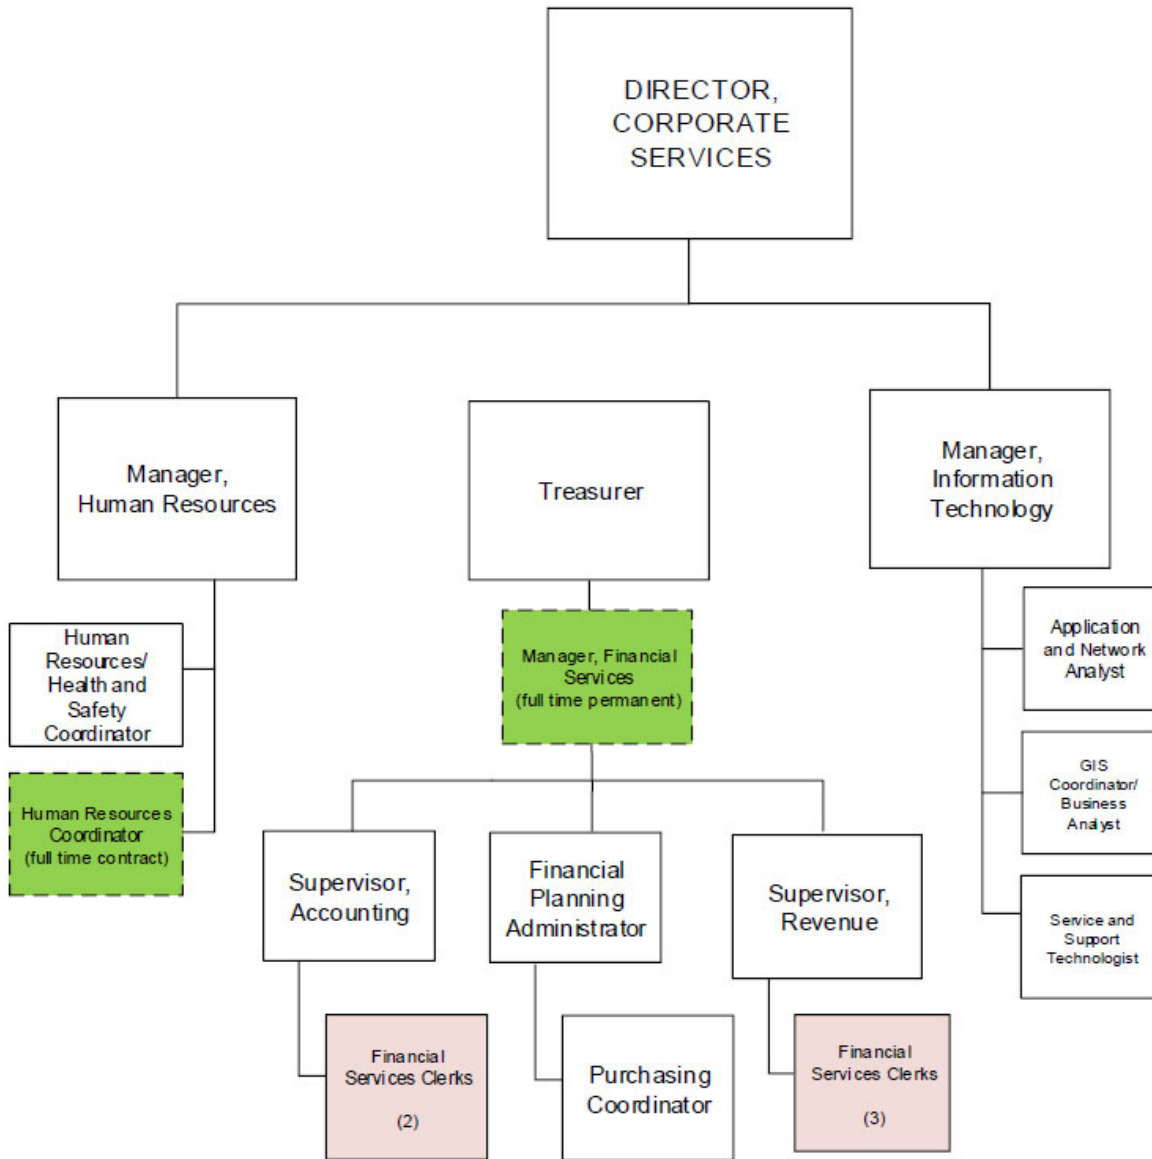 DIRECTOR,
CORPORATE
SERVICES
Manager,
Human Resources
Treasurer
Manager,
Information
Technology
Human
Resources/
Health and
Safety
Coordinator
Human Resources
Coordinator
(full time contract)
Manager, Financial
Services
(full time permanent)
Application
and Network
Analyst
GIS
Coordinator/
Business
Analyst
Service and
Support
Technologist
Supervisor,
Accounting
Financial
Planning
Administrator
Supervisor,
Revenue
Financial
Services Clerks
(2)
Purchasing
Coordinator
Financial
Services Clerks
(3)